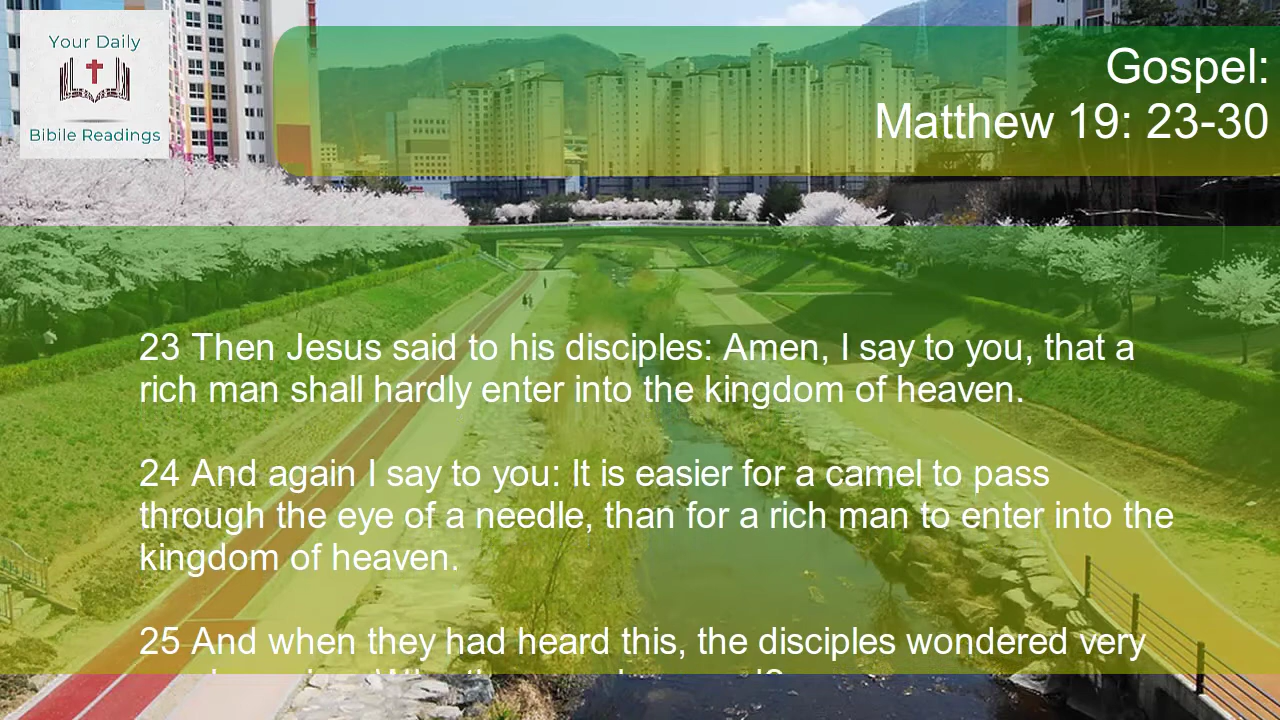 Your Daily
Bibile Readings
Gospel:
Matthew 19: 23-30
23 Then Jesus said to his disciples: Amen, I say to you, that a
rich man shall hardly enter into the kingdom of heaven.
24 And again I say to you: It is easier for a camel to pass
through the eye of a needle, than for a rich man to enter into the
kingdom of heaven.
25 And when they had heard this, the disciples wondered very